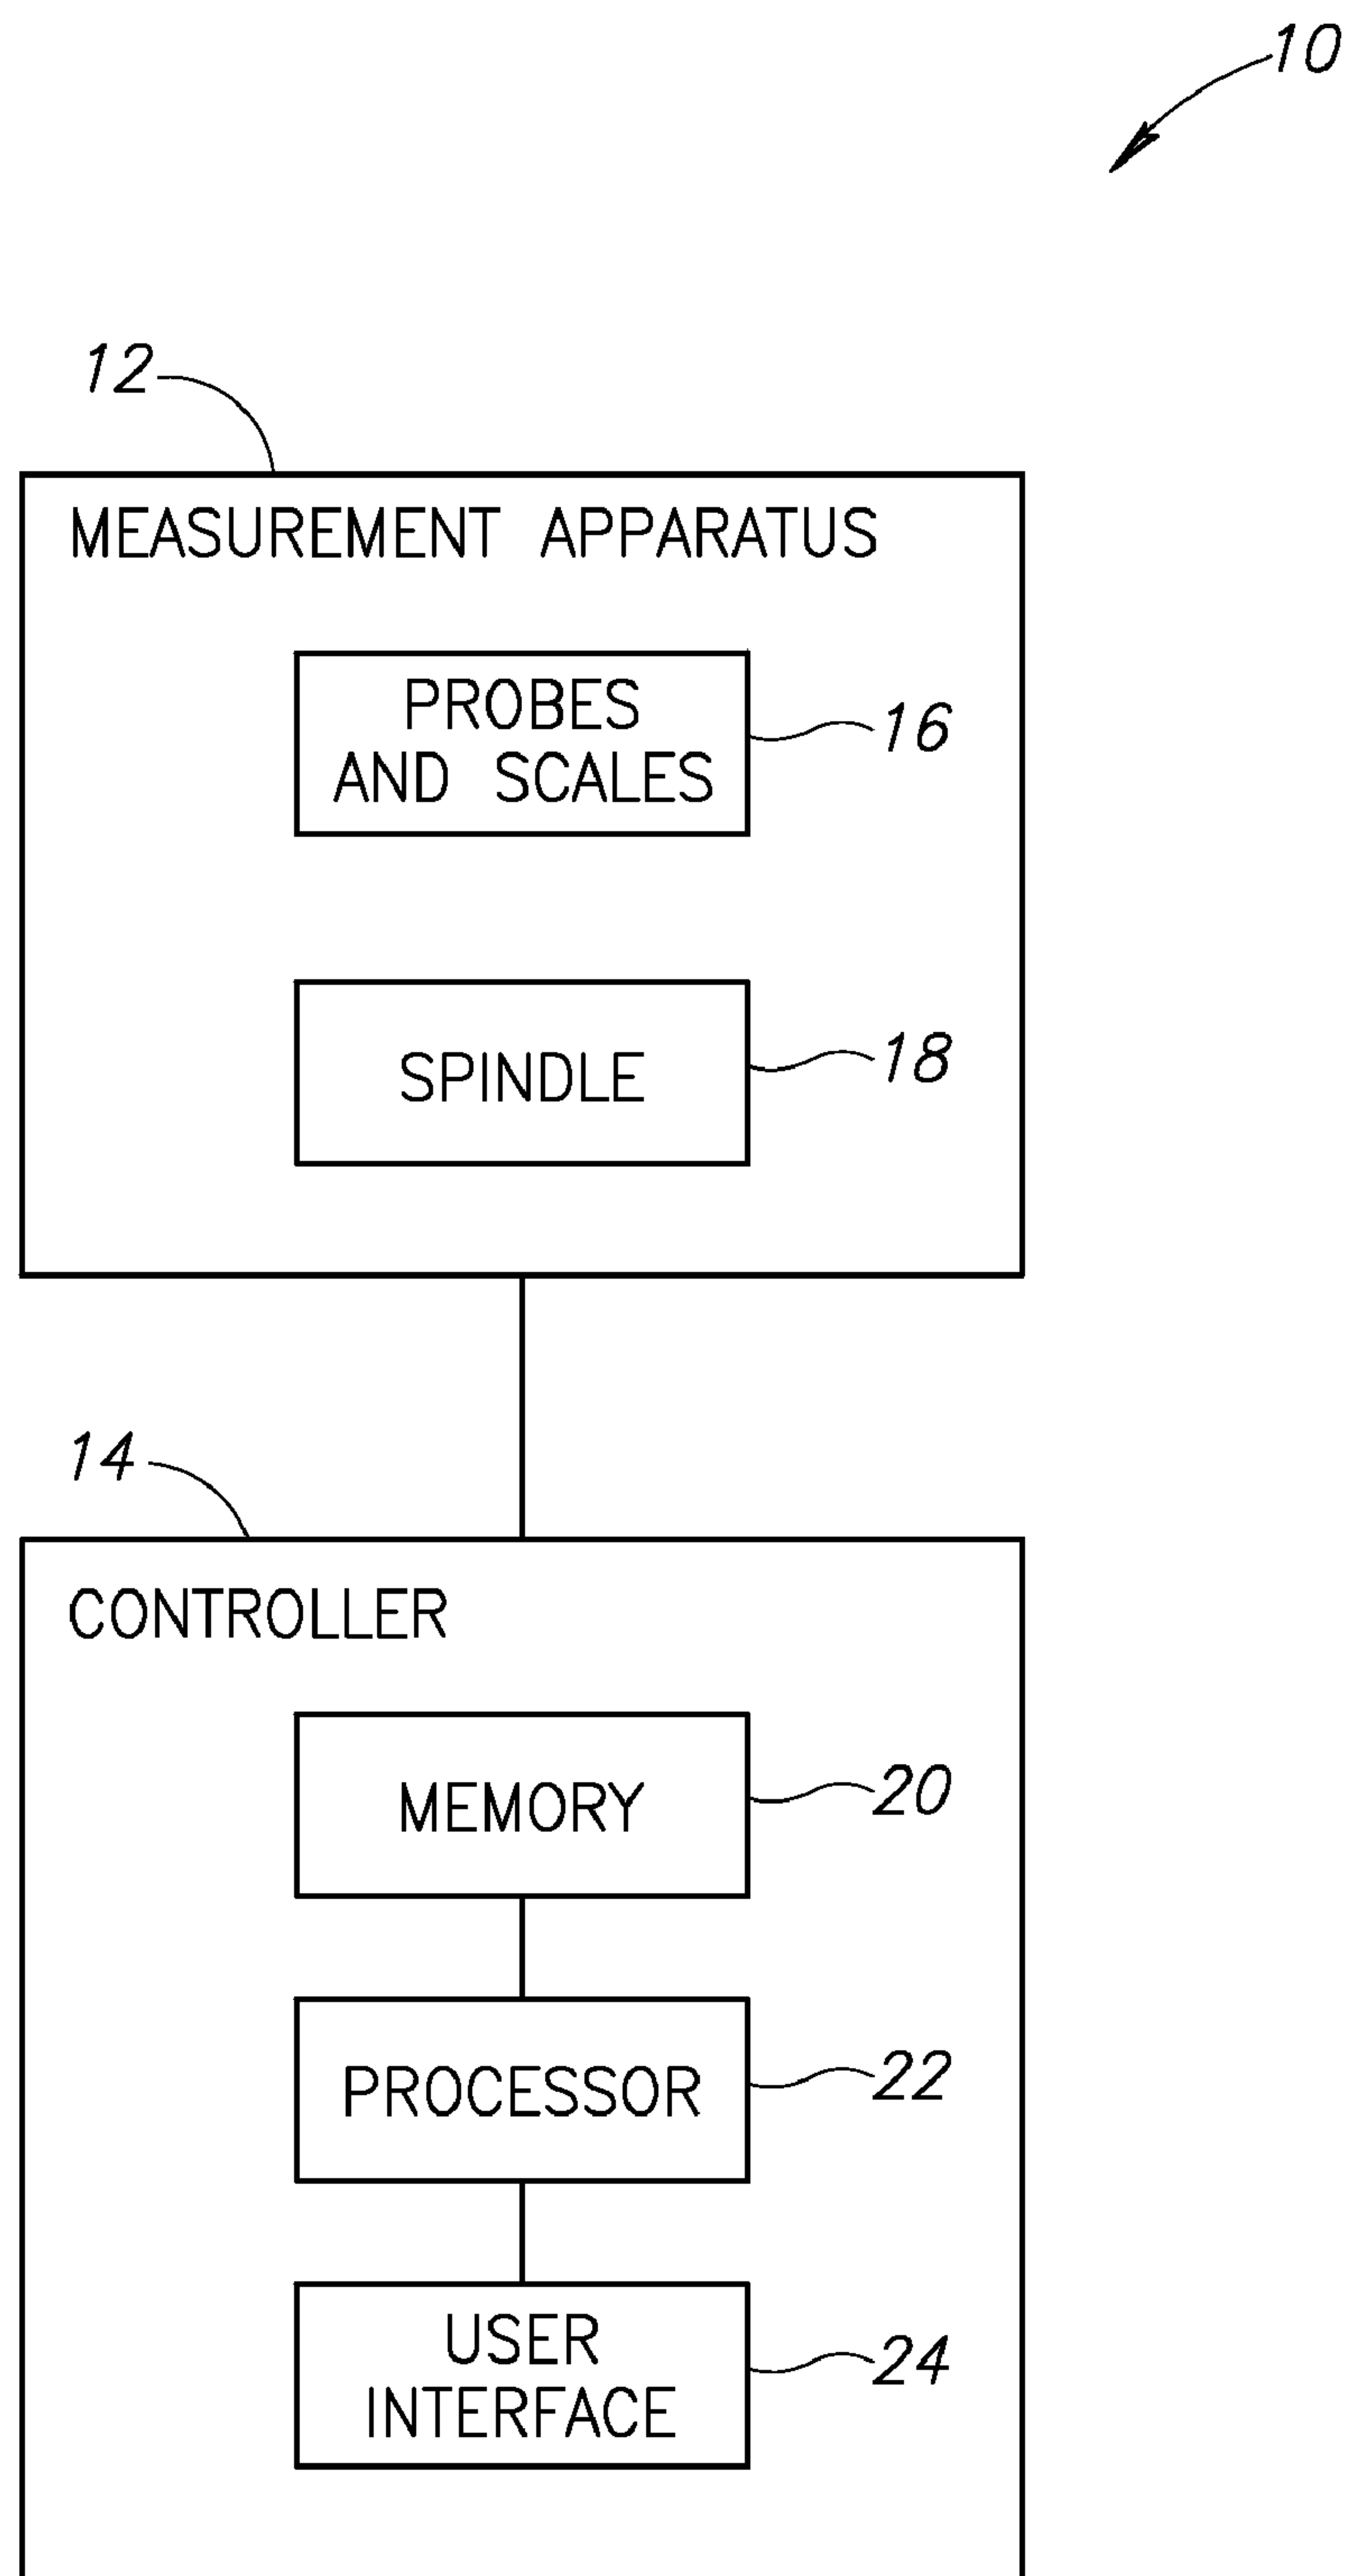 10
12
MEASUREMENT APPARATUS
PROBES
AND SCALES
16
SPINDLE
18
14
CONTROLLER
MEMORY
20
PROCESSOR
22
USER
INTERFACE
24